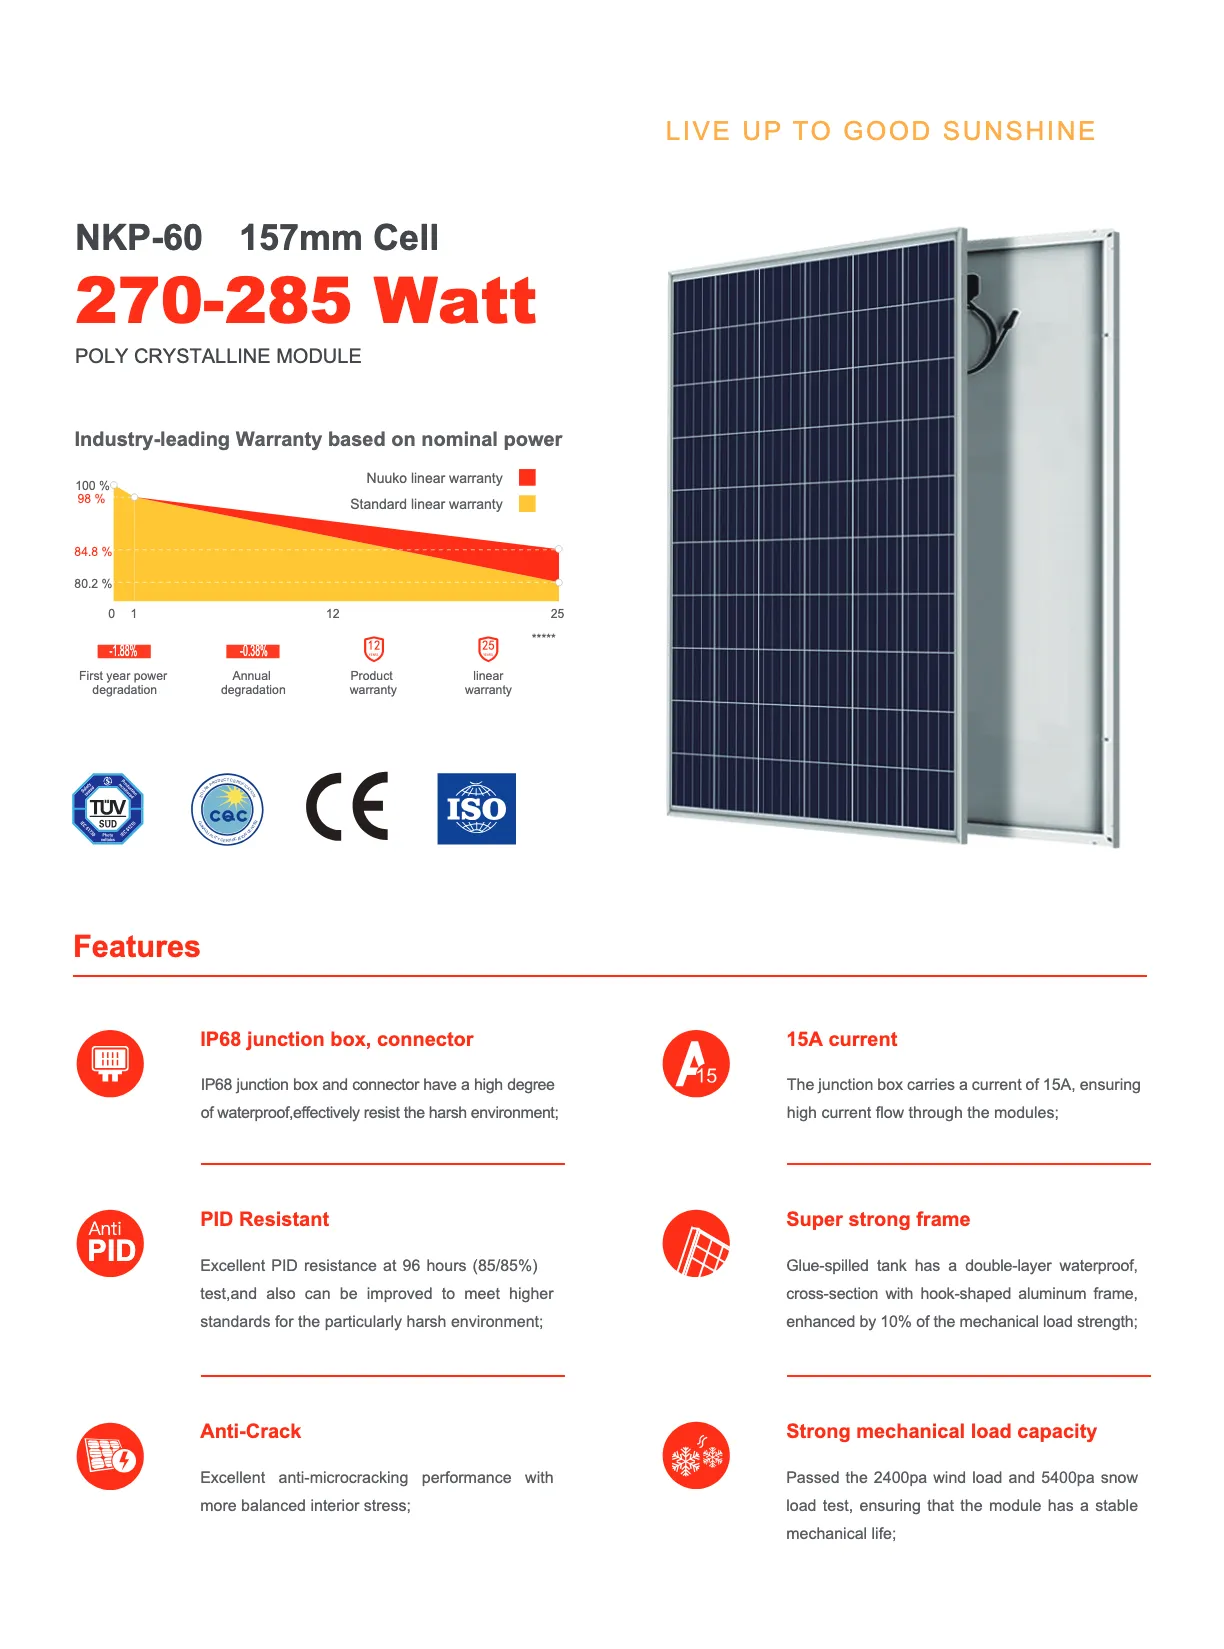 LIVE UP TO GOOD SUNSHINE
NKP-60 157mm Cell
270-285 Watt
POLY CRYSTALLINE MODULE
Industry-leading Warranty based on nominal power
Nuuko linear warranty
Standard linear warranty
100 %
98 %
84.8 %
80.2 %
0 1 12 25
*****
-1.88%
First year power
degradation
-0.38%
Annual
degradation
12
Product
warranty
25
linear
warranty
TÜV
SÜD
CQC
CE
ISO
Features
IP68 junction box, connector
IP68 junction box and connector have a high degree
of waterproof,effectively resist the harsh environment;
A15
15A current
The junction box carries a current of 15A, ensuring
high current flow through the modules;
Anti
PID
PID Resistant
Excellent PID resistance at 96 hours (85/85%)
test,and also can be improved to meet higher
standards for the particularly harsh environment;
Super strong frame
Glue-spilled tank has a double-layer waterproof,
cross-section with hook-shaped aluminum frame,
enhanced by 10% of the mechanical load strength;
Anti-Crack
Excellent anti-microcracking performance with
more balanced interior stress;
Strong mechanical load capacity
Passed the 2400pa wind load and 5400pa snow
load test, ensuring that the module has a stable
mechanical life;